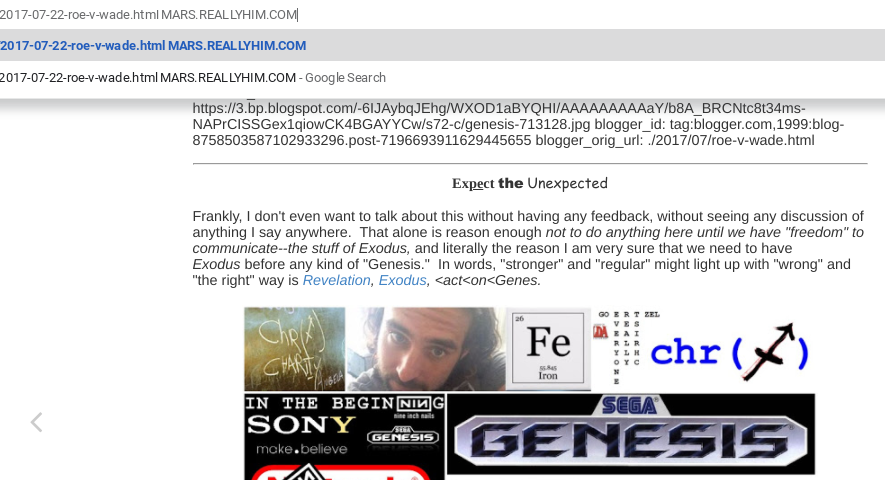 2017-07-22-roe-v-wade.html MARS.REALLYHIM.COM
2017-07-22-roe-v-wade.html MARS.REALLYHIM.COM
2017-07-22-roe-v-wade.html MARS.REALLYHIM.COM - Google Search
https://3.bp.blogspot.com/-6IJAybqJEhg/WXOD1aBYQHI/AAAAAAAAAaY/b8A_BRCNtc8t34ms-
NAPrCISSGex1qiowCK4BGAYYCw/s72-c/genesis-713128.jpg blogger_id: tag:blogger.com,1999:blog-
8758503587102933296.post-7196693911629445655 blogger_orig_url: ./2017/07/roe-v-wade.html
Expect the Unexpected
Frankly, I don't even want to talk about this without having any feedback, without seeing any discussion of
anything I say anywhere.  That alone is reason enough not to do anything here until we have "freedom" to
communicate--the stuff of Exodus, and literally the reason I am very sure that we need to have
Exodus before any kind of "Genesis."  In words, "stronger" and "regular" might light up with "wrong" and
"the right" way is Revelation, Exodus, <act<on<Genes.
Chr(x)
CHARITY
26
Fe
55.845
Iron
GO E R T ZEL
DM
VERYONE
EALLY
SIRHC
chr ( )
IN THE BEGIN NIN
nine inch nails
SONY
make.believe
SEGA
GENESIS
SEGA
GENESIS